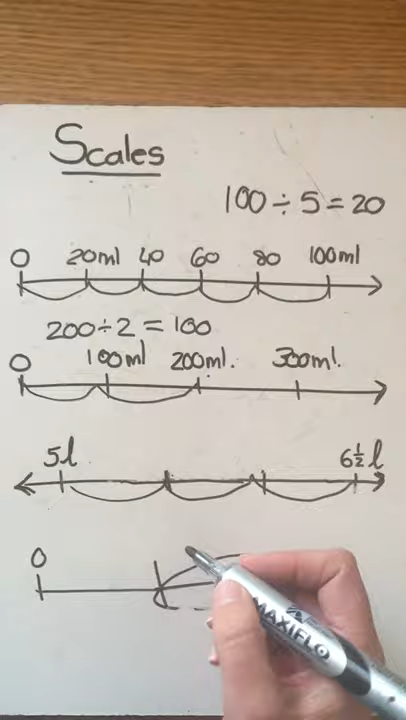 Scales
100 ÷ 5 = 20
0 20ml 40 60 80 100ml
200÷2 = 100
0 100ml 200ml. 300ml.
5l 6½l
0
MAXIFLO